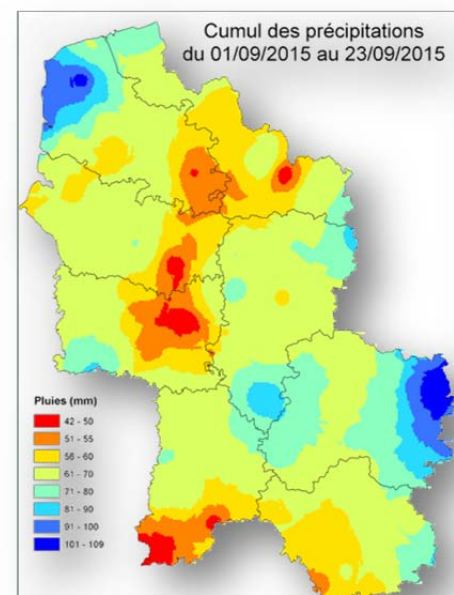 Cumul des précipitations
du 01/09/2015 au 23/09/2015
Pluies (mm)
42 - 50
51 - 55
56 - 60
61 - 70
71 - 80
81 - 90
91 - 100
101 - 109